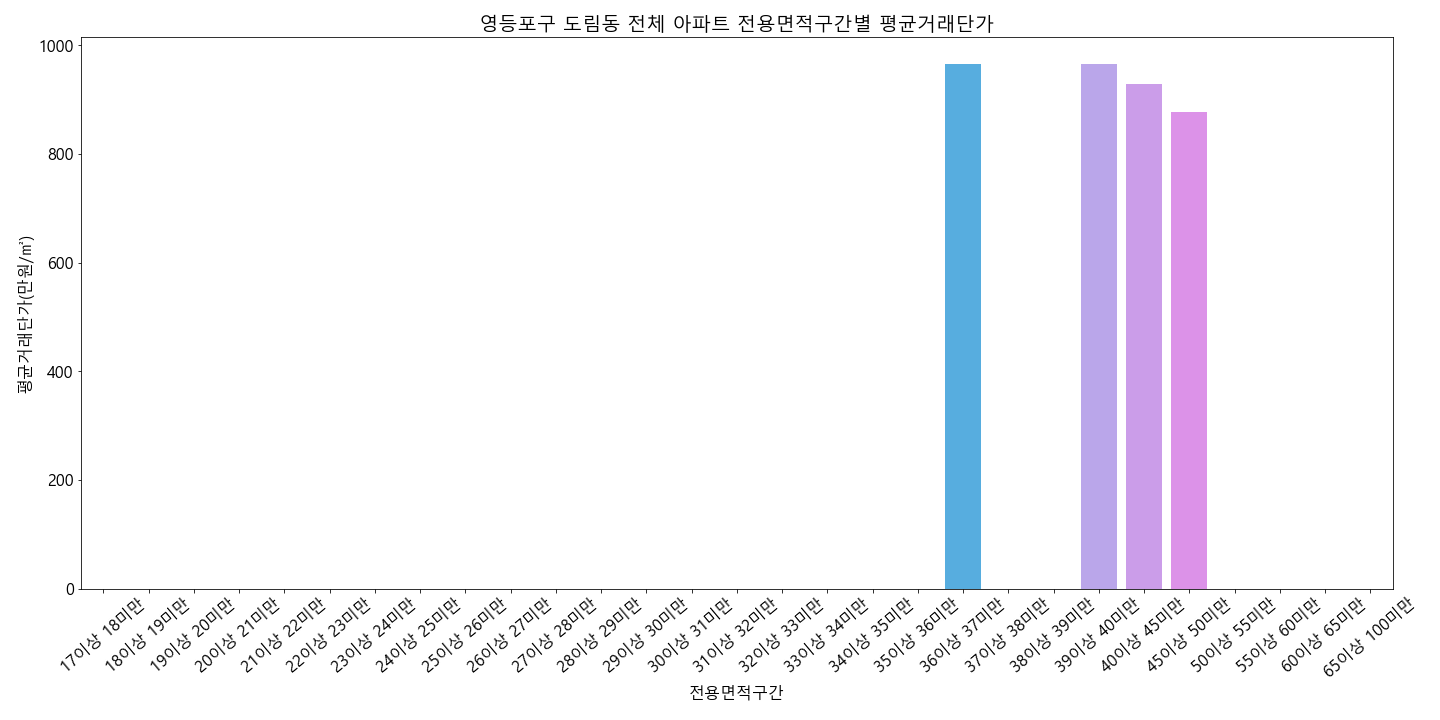 영등포구 도림동 전체 아파트 전용면적구간별 평균거래단가
1000
800
600
400
200
0
평균거래단가(만원/㎡)
17이상 18미만
18이상 19미만
19이상 20미만
20이상 21미만
21이상 22미만
22이상 23미만
23이상 24미만
24이상 25미만
25이상 26미만
26이상 27미만
27이상 28미만
28이상 29미만
29이상 30미만
30이상 31미만
31이상 32미만
32이상 33미만
33이상 34미만
34이상 35미만
35이상 36미만
36이상 37미만
37이상 38미만
38이상 39미만
39이상 40미만
40이상 45미만
45이상 50미만
50이상 55미만
55이상 60미만
60이상 65미만
65이상 100미만
전용면적구간